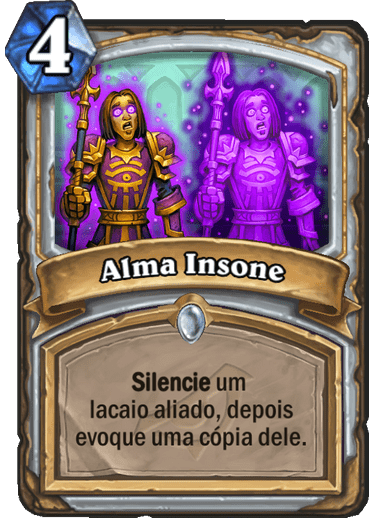 4
Alma Insone
Silencie um
lacaio aliado, depois
evoque uma cópia dele.